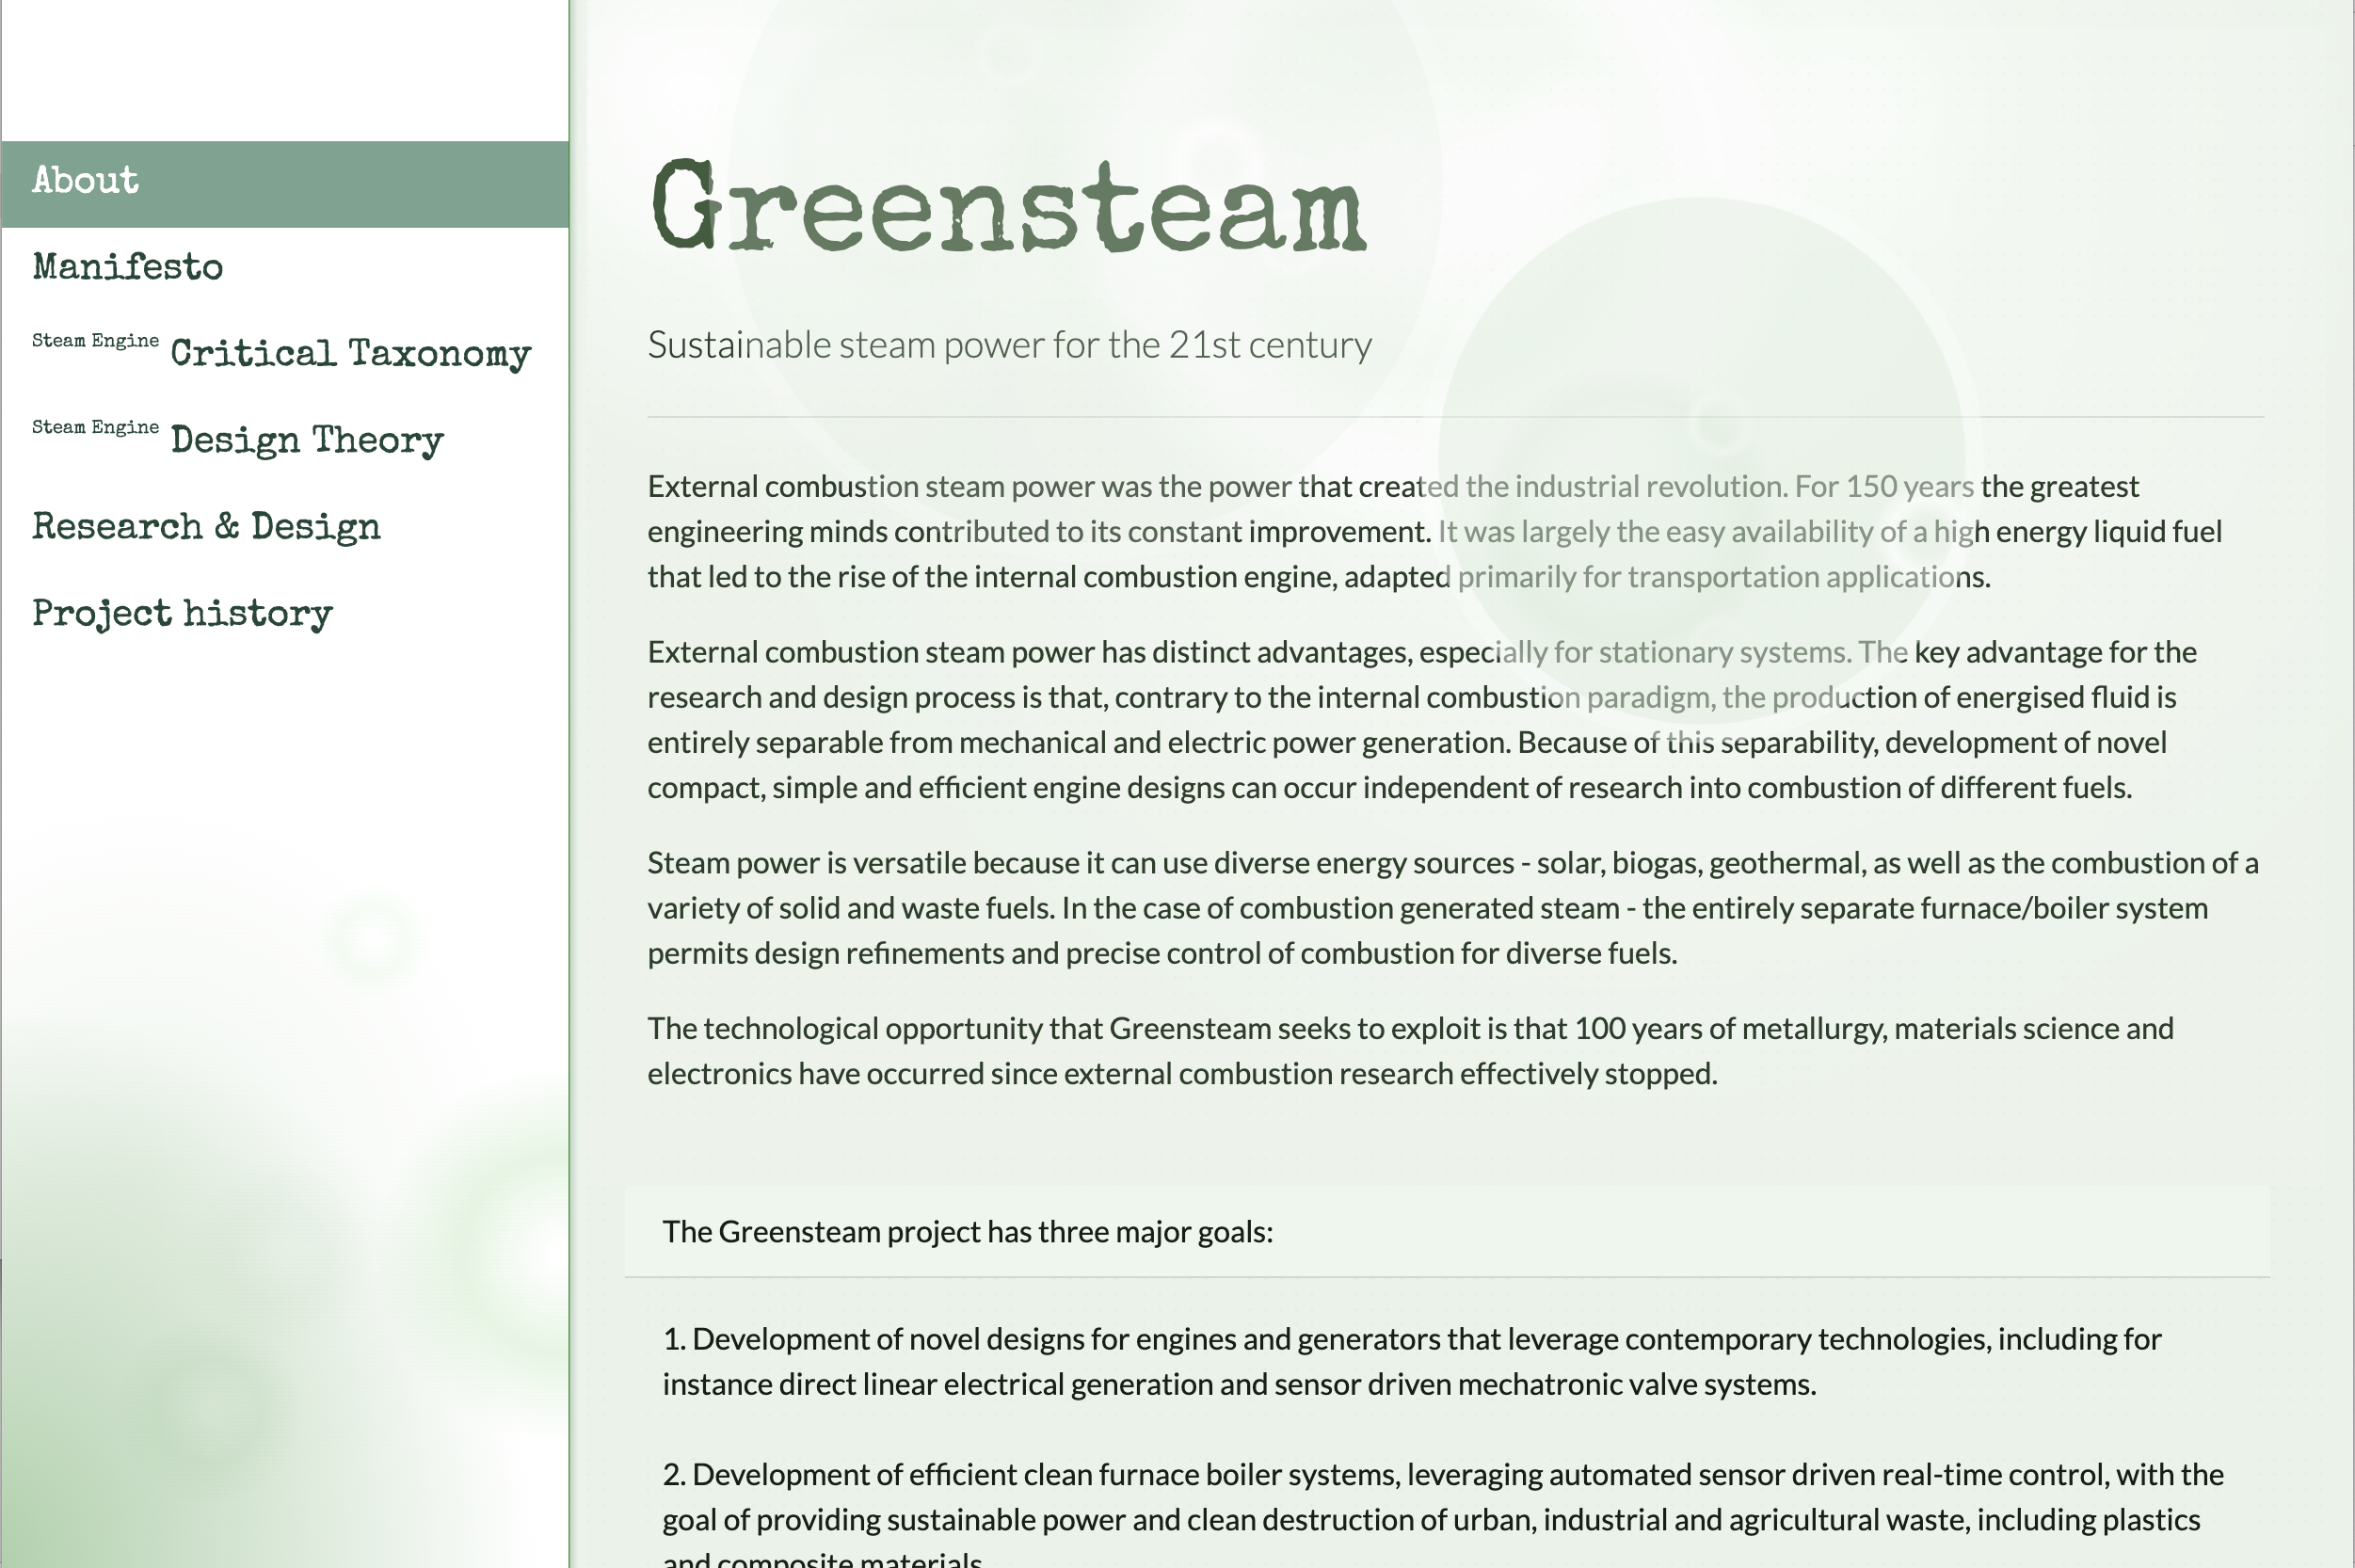 About
Manifesto
Steam Engine Critical Taxonomy
Steam Engine Design Theory
Research & Design
Project history
Greensteam
Sustainable steam power for the 21st century
External combustion steam power was the power that created the industrial revolution. For 150 years the greatest
engineering minds contributed to its constant improvement. It was largely the easy availability of a high energy liquid fuel
that led to the rise of the internal combustion engine, adapted primarily for transportation applications.
External combustion steam power has distinct advantages, especially for stationary systems. The key advantage for the
research and design process is that, contrary to the internal combustion paradigm, the production of energised fluid is
entirely separable from mechanical and electric power generation. Because of this separability, development of novel
compact, simple and efficient engine designs can occur independent of research into combustion of different fuels.
Steam power is versatile because it can use diverse energy sources - solar, biogas, geothermal, as well as the combustion of a
variety of solid and waste fuels. In the case of combustion generated steam - the entirely separate furnace/boiler system
permits design refinements and precise control of combustion for diverse fuels.
The technological opportunity that Greensteam seeks to exploit is that 100 years of metallurgy, materials science and
electronics have occurred since external combustion research effectively stopped.
The Greensteam project has three major goals:
1. Development of novel designs for engines and generators that leverage contemporary technologies, including for
instance direct linear electrical generation and sensor driven mechatronic valve systems.
2. Development of efficient clean furnace boiler systems, leveraging automated sensor driven real-time control, with the
goal of providing sustainable power and clean destruction of urban, industrial and agricultural waste, including plastics
and composite materials.